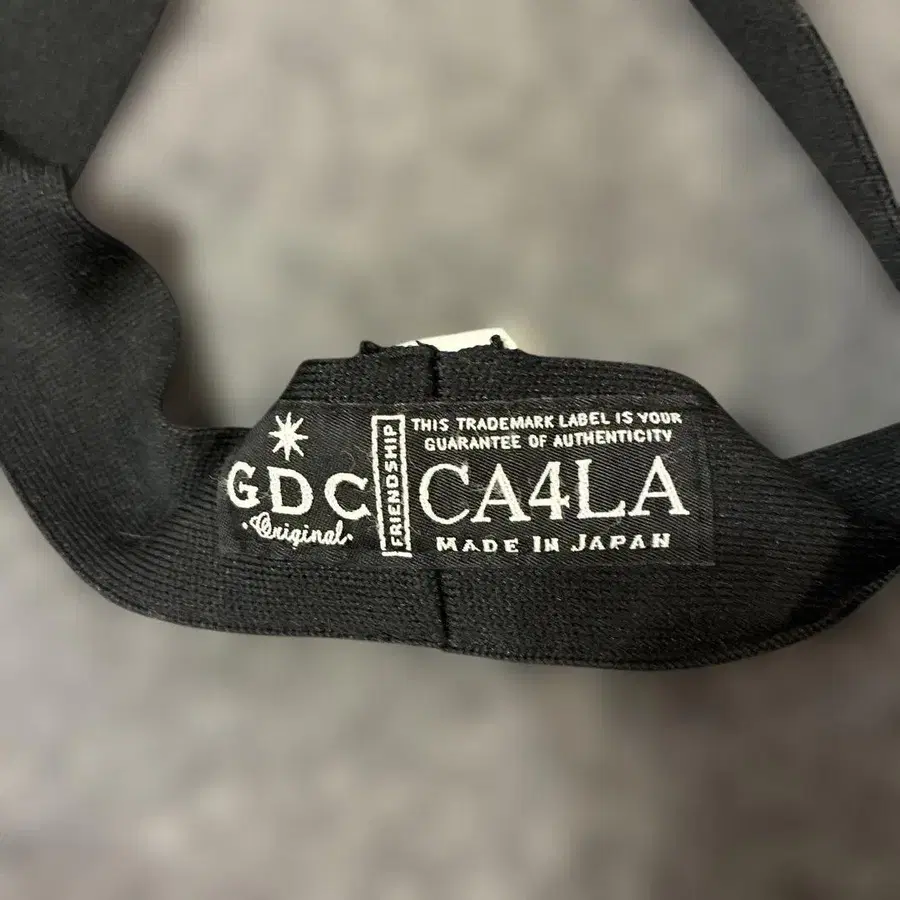 GDC
Original
FRIENDSHIP
THIS TRADEMARK LABEL IS YOUR
GUARANTEE OF AUTHENTICITY
CA4LA
MADE IN JAPAN